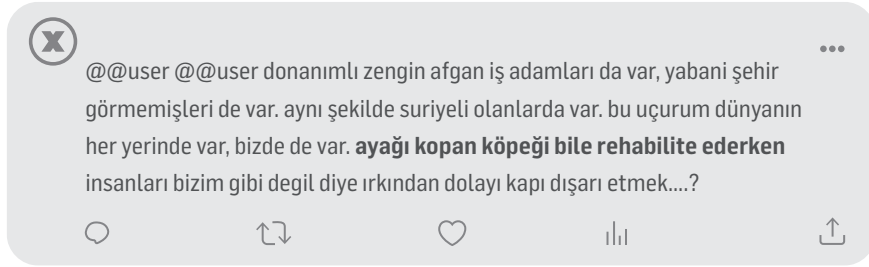 @@user @@user donanımlı zengin afgan iş adamları da var, yabani şehir
görmemişleri de var. aynı şekilde suriyeli olanlarda var. bu uçurum dünyanın
her yerinde var, bizde de var. ayağı kopan köpeği bile rehabilite ederken
insanları bizim gibi degil diye ırkından dolayı kapı dışarı etmek....?